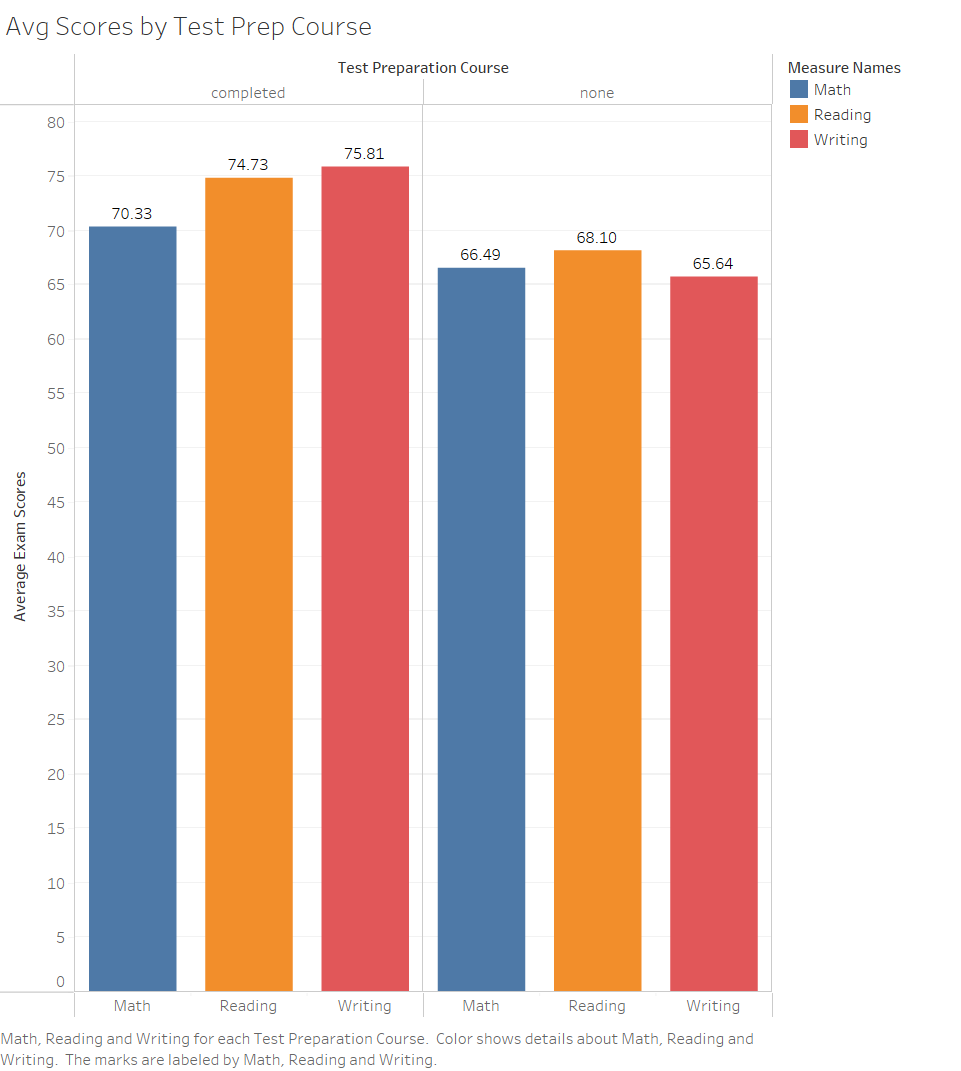 Avg Scores by Test Prep Course
Test Preparation Course
completed none
Measure Names
Math
Reading
Writing
80
75
70
65
60
55
50
45
40
35
30
25
20
15
10
5
0
Average Exam Scores
70.33 74.73 75.81 66.49 68.10 65.64
Math Reading Writing Math Reading Writing
Math, Reading and Writing for each Test Preparation Course.  Color shows details about Math, Reading and
Writing.  The marks are labeled by Math, Reading and Writing.